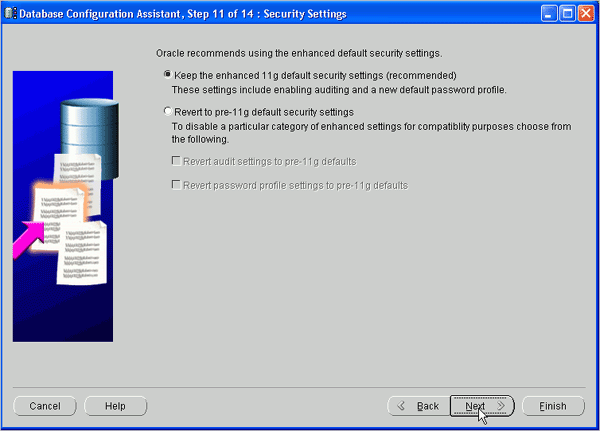 Database Configuration Assistant, Step 11 of 14 : Security Settings
Oracle recommends using the enhanced default security settings.
Keep the enhanced 11g default security settings (recommended)
These settings include enabling auditing and a new default password profile.
Revert to pre-11g default security settings
To disable a particular category of enhanced settings for compatiblity purposes choose from
the following.
Revert audit settings to pre-11g defaults
Revert password profile settings to pre-11g defaults
Cancel
Help
Back
Next
Finish